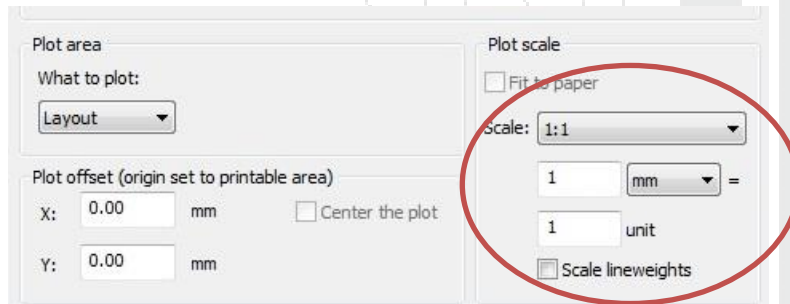 Plot area
What to plot:
Layout
Plot offset (origin set to printable area)
X: 0.00 mm
Center the plot
Y: 0.00 mm
Plot scale
Fit to paper
Scale: 1:1
1 mm =
1 unit
Scale lineweights